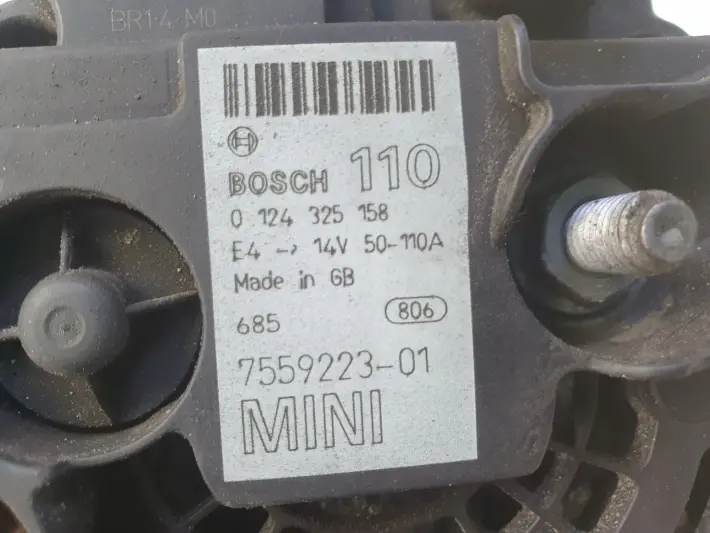 BR14 M0
BOSCH 110
0 124 325 158
E4 → 14V 50-110A
Made in GB
685 806
7559223-01
MINI